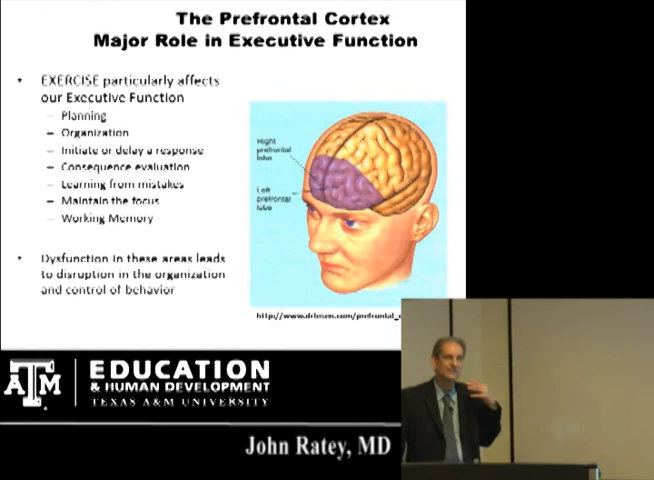 The Prefrontal Cortex
Major Role in Executive Function
• EXERCISE particularly affects
our Executive Function
– Planning
– Organization
– Initiate or delay a response
– Consequence evaluation
– Learning from mistakes
– Maintain the focus
– Working Memory
• Dysfunction in these areas leads
to disruption in the organization
and control of behavior
Right
prefrontal
lobe
Left
prefrontal
lobe
ATM
EDUCATION
& HUMAN DEVELOPMENT
TEXAS A&M UNIVERSITY
John Ratey, MD